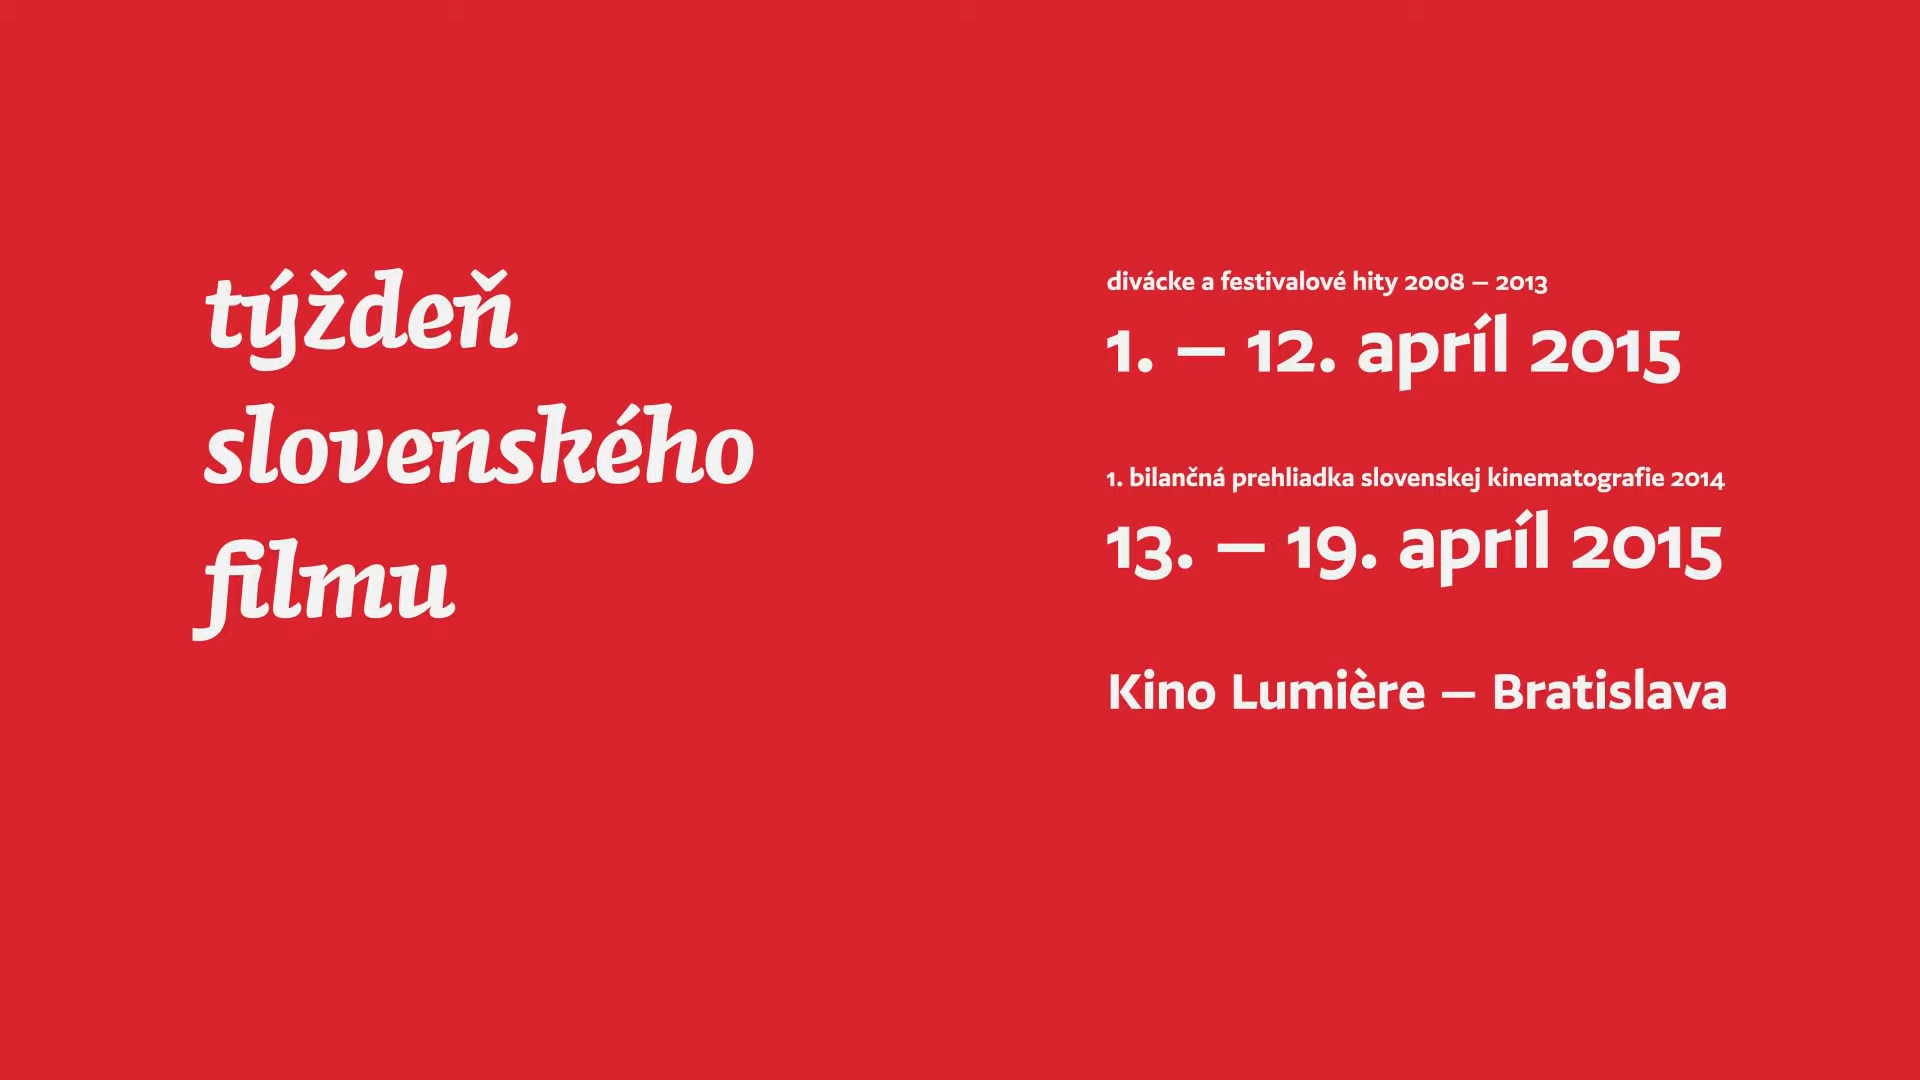 týždeň
slovenského
filmu
divácke a festivalové hity 2008 – 2013
1. – 12. apríl 2015
1. bilančná prehliadka slovenskej kinematografie 2014
13. – 19. apríl 2015
Kino Lumière – Bratislava